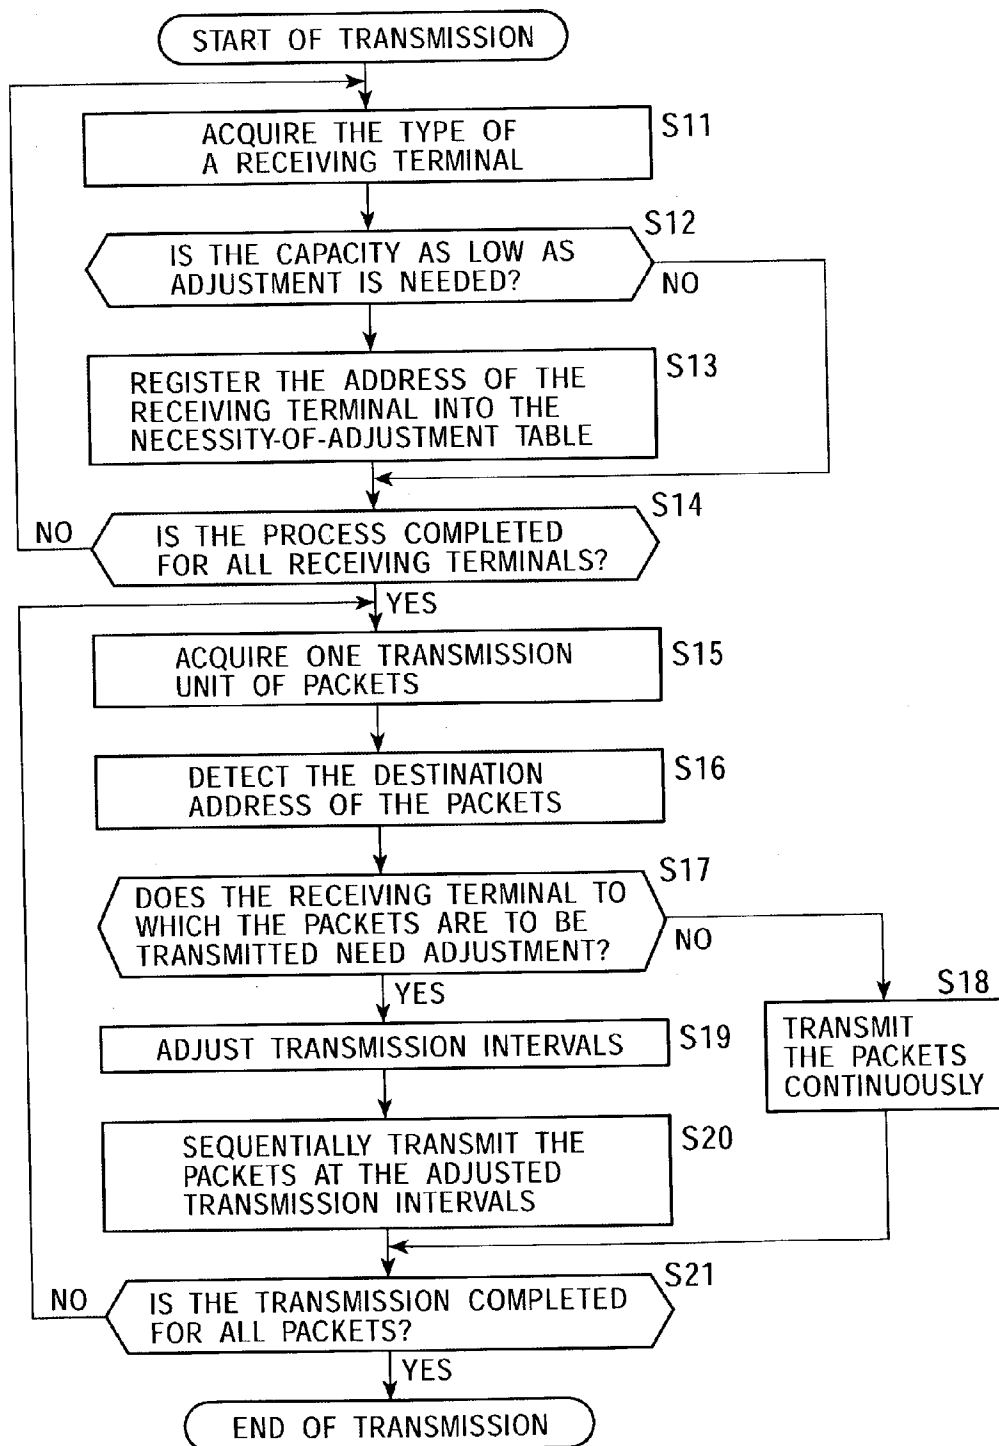 START OF TRANSMISSION
ACQUIRE THE TYPE OF
A RECEIVING TERMINAL
S11
S12
IS THE CAPACITY AS LOW AS
ADJUSTMENT IS NEEDED?
NO
S13
REGISTER THE ADDRESS OF THE
RECEIVING TERMINAL INTO THE
NECESSITY-OF-ADJUSTMENT TABLE
S14
NO
IS THE PROCESS COMPLETED
FOR ALL RECEIVING TERMINALS?
YES
ACQUIRE ONE TRANSMISSION
UNIT OF PACKETS
S15
DETECT THE DESTINATION
ADDRESS OF THE PACKETS
S16
S17
DOES THE RECEIVING TERMINAL TO
WHICH THE PACKETS ARE TO BE
TRANSMITTED NEED ADJUSTMENT?
NO
YES
S18
TRANSMIT
THE PACKETS
CONTINUOUSLY
ADJUST TRANSMISSION INTERVALS
S19
SEQUENTIALLY TRANSMIT THE
PACKETS AT THE ADJUSTED
TRANSMISSION INTERVALS
S20
S21
NO
IS THE TRANSMISSION COMPLETED
FOR ALL PACKETS?
YES
END OF TRANSMISSION